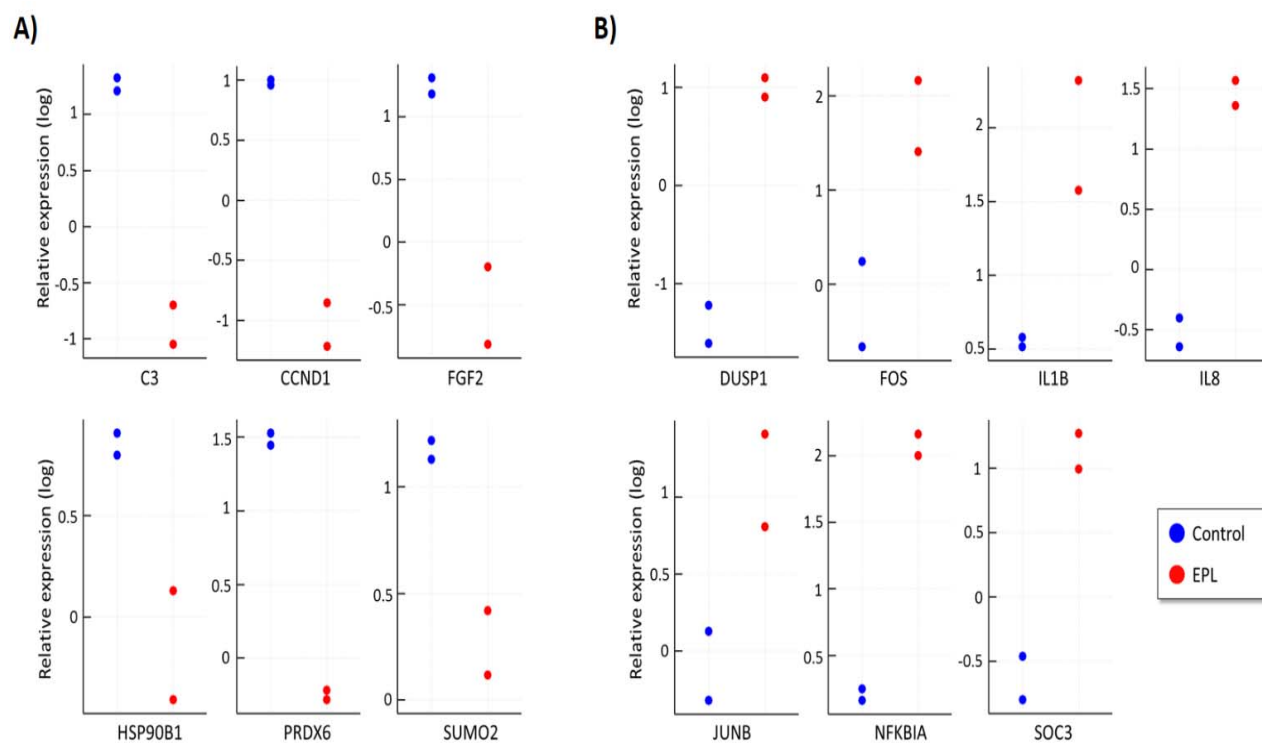 A)
B)
Relative expression (log)
1
0.5
0
-0.5
-1
C3
1
0.5
0
-0.5
-1
CCND1
1
0.5
0
-0.5
FGF2
Relative expression (log)
1
0
-1
DUSP1
2
1
0
FOS
2
1.5
1
0.5
IL1B
1.5
1
0.5
0
-0.5
IL8
Relative expression (log)
0.5
0
HSP90B1
1.5
1
0.5
0
PRDX6
1
0.5
0
SUMO2
Relative expression (log)
1
0.5
0
JUNB
2
1.5
1
0.5
NFKBIA
1
0.5
0
-0.5
SOC3
Control
EPL